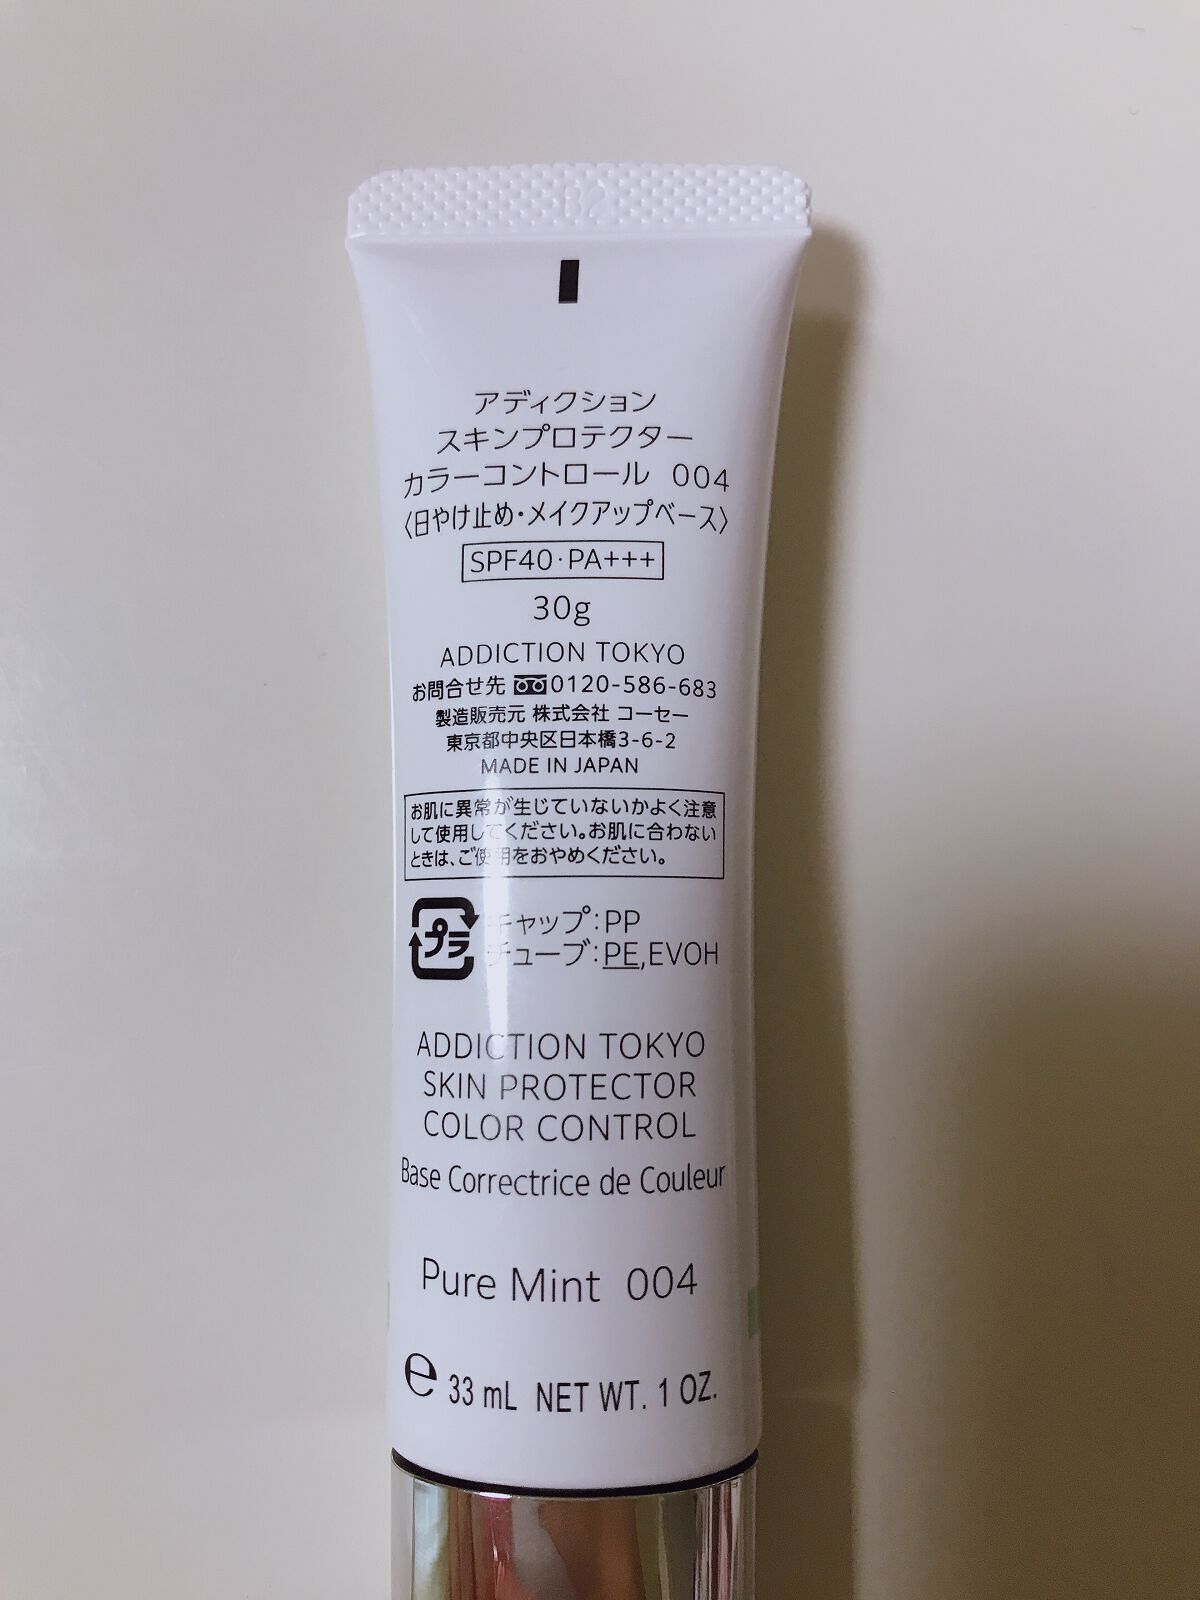 B2
アディクション
スキンプロテクター
カラーコントロール 004
〈日やけ止め・メイクアップベース〉
SPF40・PA+++
30g
ADDICTION TOKYO
お問合せ先 0120-586-683
製造販売元 株式会社 コーセー
東京都中央区日本橋3-6-2
MADE IN JAPAN
お肌に異常が生じていないかよく注意
して使用してください。お肌に合わない
ときは、ご使用をおやめください。
プラ
キャップ：PP
チューブ：PE,EVOH
ADDICTION TOKYO
SKIN PROTECTOR
COLOR CONTROL
Base Correctrice de Couleur
Pure Mint 004
℮ 33 mL NET WT. 1 OZ.